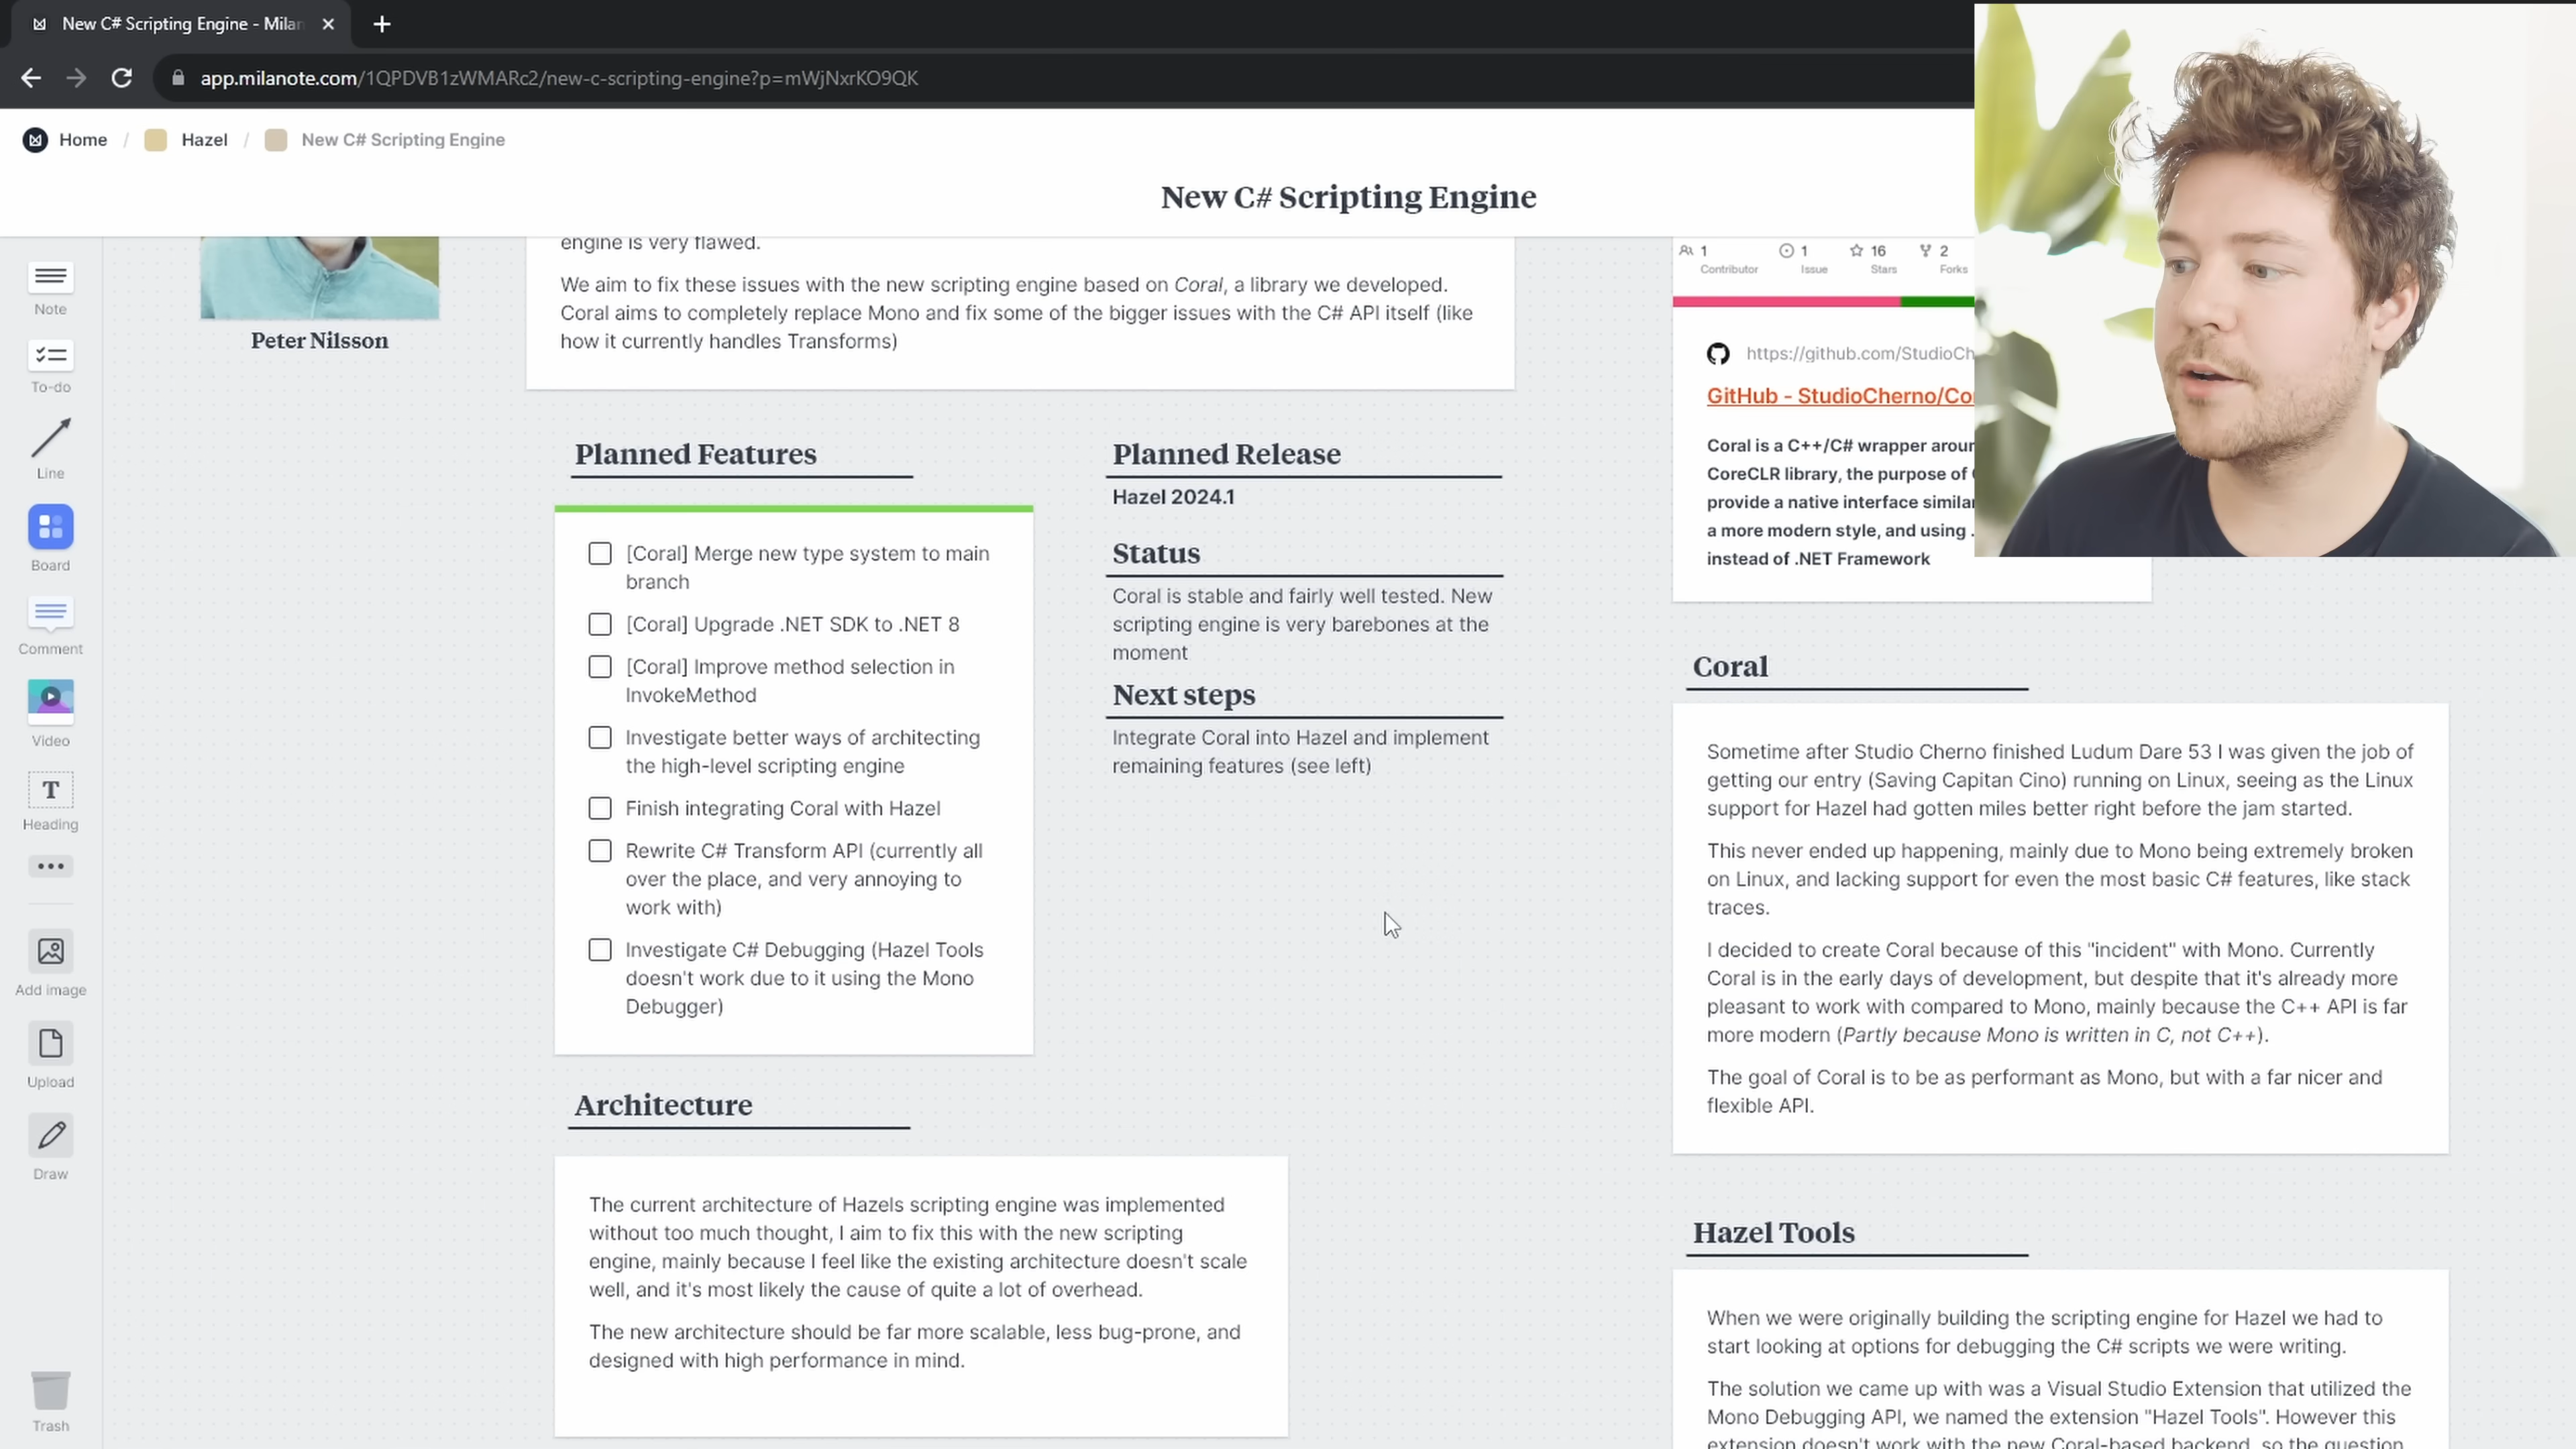 New C# Scripting Engine - Milan
app.milanote.com/1QPDVB1zWMARc2/new-c-scripting-engine?p=mWjNxrKO9QK
Home / Hazel / New C# Scripting Engine
New C# Scripting Engine
Note
To-do
Line
Board
Comment
Video
T
Heading
Add image
Upload
Draw
Trash
Peter Nilsson
engine is very flawed.
We aim to fix these issues with the new scripting engine based on Coral, a library we developed.
Coral aims to completely replace Mono and fix some of the bigger issues with the C# API itself (like
how it currently handles Transforms)
Planned Features
[Coral] Merge new type system to main
branch
[Coral] Upgrade .NET SDK to .NET 8
[Coral] Improve method selection in
InvokeMethod
Investigate better ways of architecting
the high-level scripting engine
Finish integrating Coral with Hazel
Rewrite C# Transform API (currently all
over the place, and very annoying to
work with)
Investigate C# Debugging (Hazel Tools
doesn't work due to it using the Mono
Debugger)
Planned Release
Hazel 2024.1
Status
Coral is stable and fairly well tested. New
scripting engine is very barebones at the
moment
Next steps
Integrate Coral into Hazel and implement
remaining features (see left)
Architecture
The current architecture of Hazels scripting engine was implemented
without too much thought, I aim to fix this with the new scripting
engine, mainly because I feel like the existing architecture doesn't scale
well, and it's most likely the cause of quite a lot of overhead.
The new architecture should be far more scalable, less bug-prone, and
designed with high performance in mind.
1 1 16 2
Contributor Issue Stars Forks
https://github.com/StudioCh
GitHub - StudioCherno/Co
Coral is a C++/C# wrapper aroun
CoreCLR library, the purpose of
provide a native interface similar
a more modern style, and using .
instead of .NET Framework
Coral
Sometime after Studio Cherno finished Ludum Dare 53 I was given the job of
getting our entry (Saving Capitan Cino) running on Linux, seeing as the Linux
support for Hazel had gotten miles better right before the jam started.
This never ended up happening, mainly due to Mono being extremely broken
on Linux, and lacking support for even the most basic C# features, like stack
traces.
I decided to create Coral because of this "incident" with Mono. Currently
Coral is in the early days of development, but despite that it's already more
pleasant to work with compared to Mono, mainly because the C++ API is far
more modern (Partly because Mono is written in C, not C++).
The goal of Coral is to be as performant as Mono, but with a far nicer and
flexible API.
Hazel Tools
When we were originally building the scripting engine for Hazel we had to
start looking at options for debugging the C# scripts we were writing.
The solution we came up with was a Visual Studio Extension that utilized the
Mono Debugging API, we named the extension "Hazel Tools". However this
extension doesn't work with the new Coral-based backend, so the question